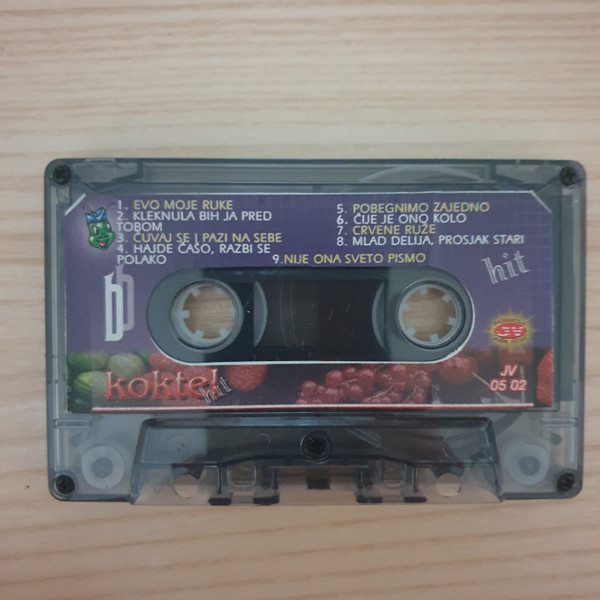 1. EVO MOJE RUKE
2. KLEKNULA BIH JA PRED
TOBOM
3. ČUVAJ SE I PAZI NA SEBE
4. HAJDE ČAŠO, RAZBI SE
POLAKO
5. POBEGNIMO ZAJEDNO
6. ČIJE JE ONO KOLO
7. CRVENE RUŽE
8. MLAD DELIJA, PROSJAK STARI
9.NIJE ONA SVETO PISMO
hit
b
koktel
hit
JV
05 02